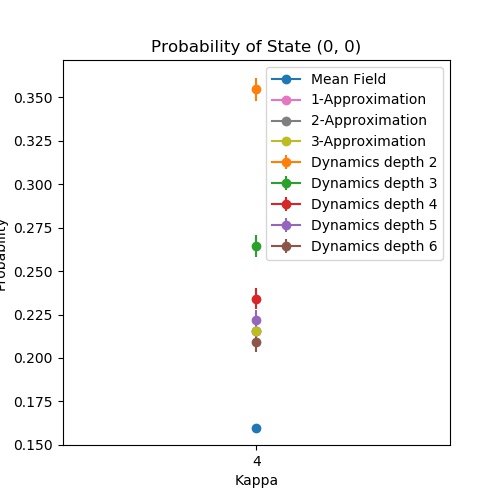 Probability of State (0, 0)
Mean Field
1-Approximation
2-Approximation
3-Approximation
Dynamics depth 2
Dynamics depth 3
Dynamics depth 4
Dynamics depth 5
Dynamics depth 6
Probability
0.350
0.325
0.300
0.275
0.250
0.225
0.200
0.175
0.150
4
Kappa